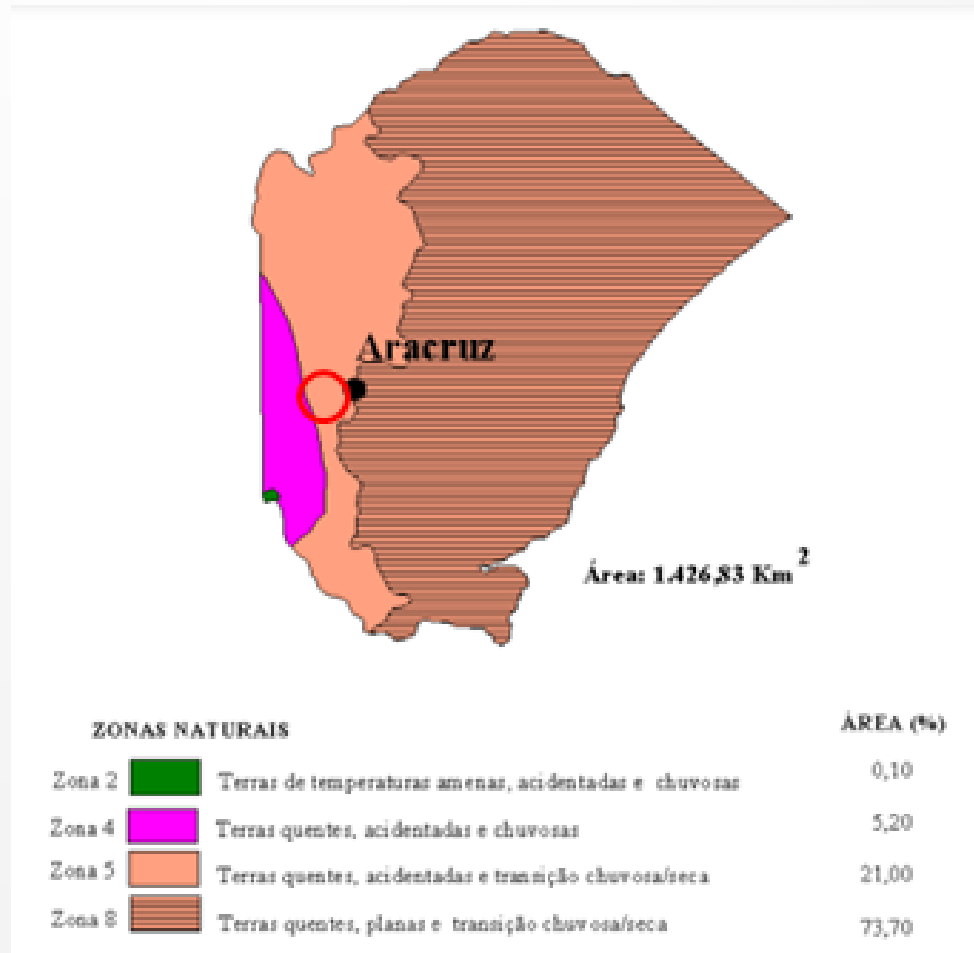 Aracruz
Área: 1.426,83 Km 2
ZONAS NATURAIS ÁREA (%)
Zona 2 Terras de temperaturas amenas, acidentadas e chuvosas 0,10
Zona 4 Terras quentes, acidentadas e chuvosas 5,20
Zona 5 Terras quentes, acidentadas e transição chuvosa/seca 21,00
Zona 8 Terras quentes, planas e transição chuvosa/seca 73,70